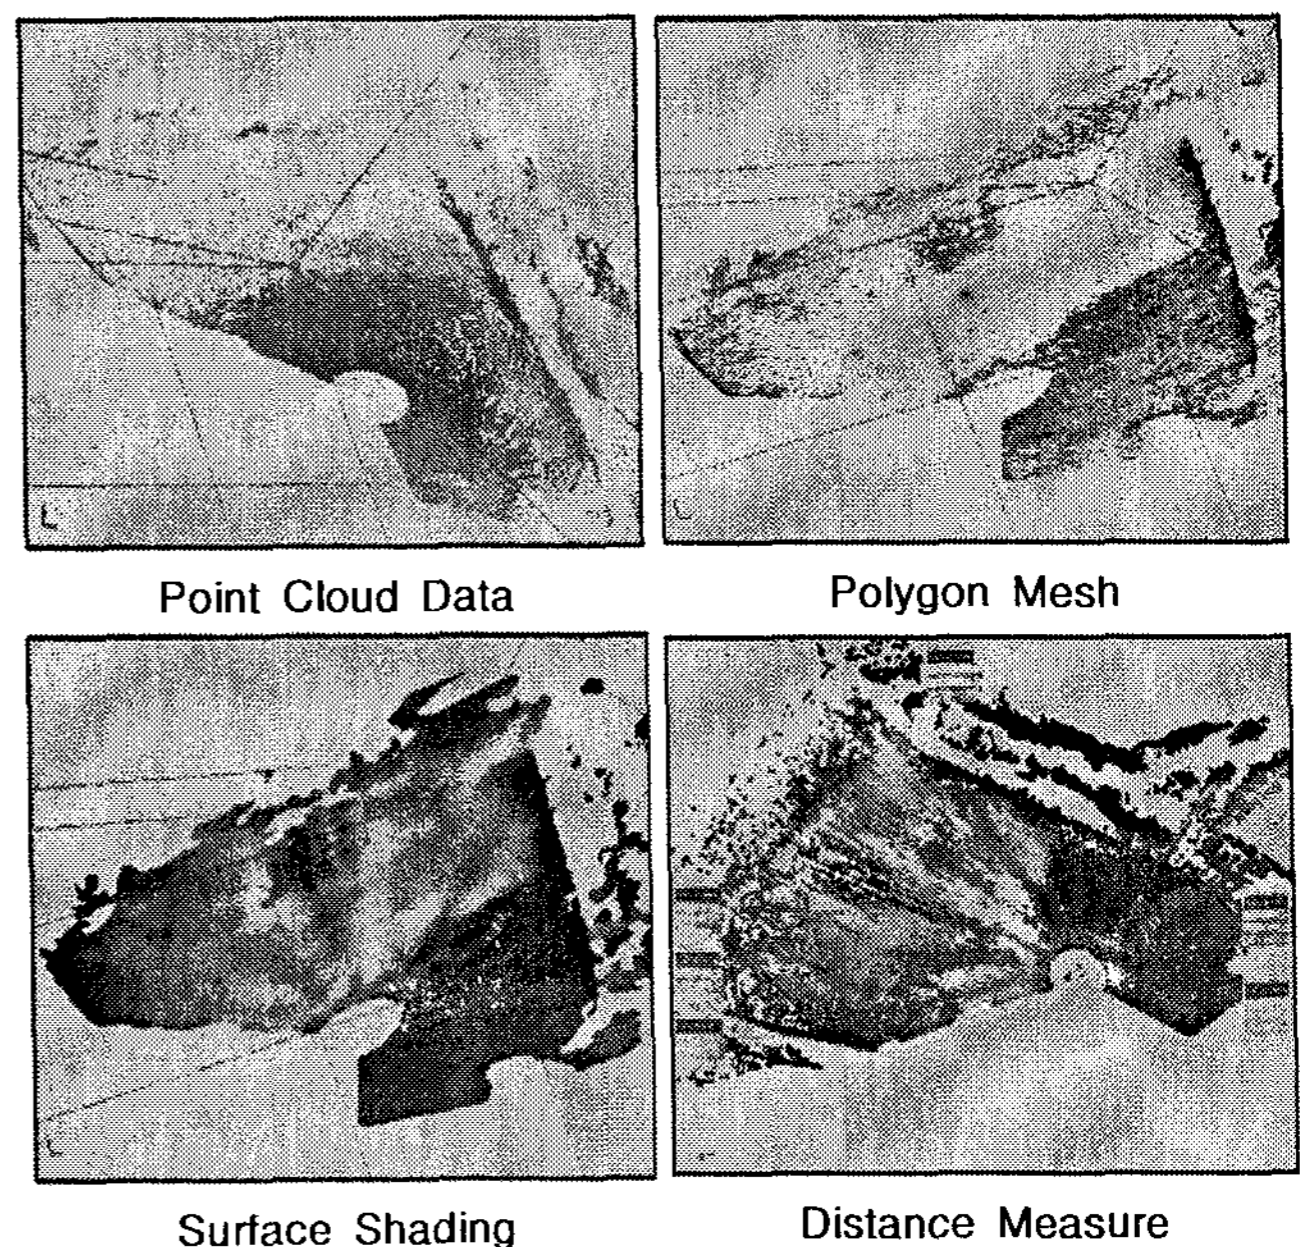 Point Cloud Data
Polygon Mesh
Surface Shading
Distance Measure